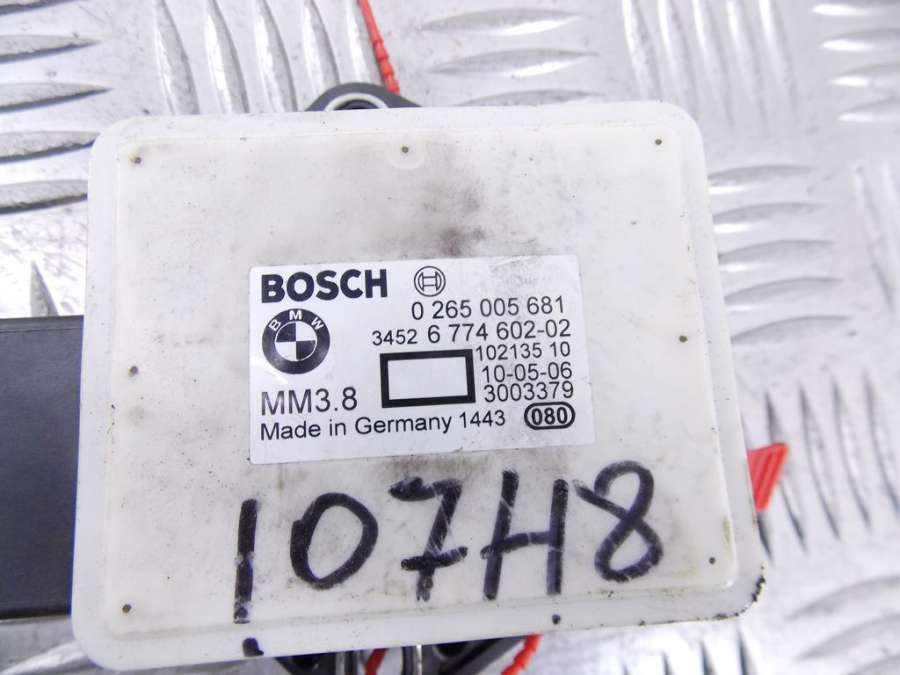 BOSCH
0 265 005 681
BMW
3452 6 774 602-02
102135 10
10-05-06
3003379
MM3.8
Made in Germany 1443 080
107H8